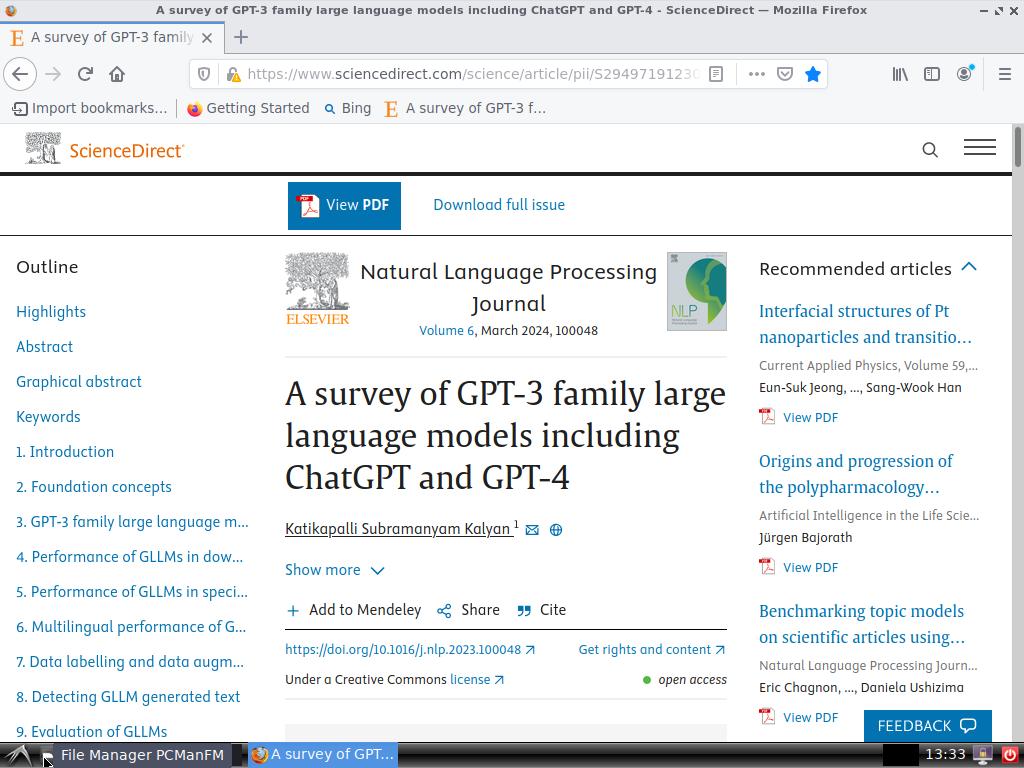 A survey of GPT-3 family large language models including ChatGPT and GPT-4 - ScienceDirect — Mozilla Firefox
A survey of GPT-3 family
https://www.sciencedirect.com/science/article/pii/S2949719123C
Import bookmarks...
Getting Started
Bing
A survey of GPT-3 f...
ScienceDirect
View PDF
Download full issue
Outline
Highlights
Abstract
Graphical abstract
Keywords
1. Introduction
2. Foundation concepts
3. GPT-3 family large language m...
4. Performance of GLLMs in dow...
5. Performance of GLLMs in speci...
6. Multilingual performance of G...
7. Data labelling and data augm...
8. Detecting GLLM generated text
9. Evaluation of GLLMs
ELSEVIER
Natural Language Processing
Journal
Volume 6, March 2024, 100048
NLP
A survey of GPT-3 family large
language models including
ChatGPT and GPT-4
Katikapalli Subramanyam Kalyan 1
Show more
Add to Mendeley
Share
Cite
https://doi.org/10.1016/j.nlp.2023.100048
Get rights and content
Under a Creative Commons license
open access
Recommended articles
Interfacial structures of Pt
nanoparticles and transitio...
Current Applied Physics, Volume 59,...
Eun-Suk Jeong, ..., Sang-Wook Han
View PDF
Origins and progression of
the polypharmacology...
Artificial Intelligence in the Life Scie...
Jürgen Bajorath
View PDF
Benchmarking topic models
on scientific articles using...
Natural Language Processing Journ...
Eric Chagnon, ..., Daniela Ushizima
View PDF
FEEDBACK
File Manager PCManFM
A survey of GPT...
13:33